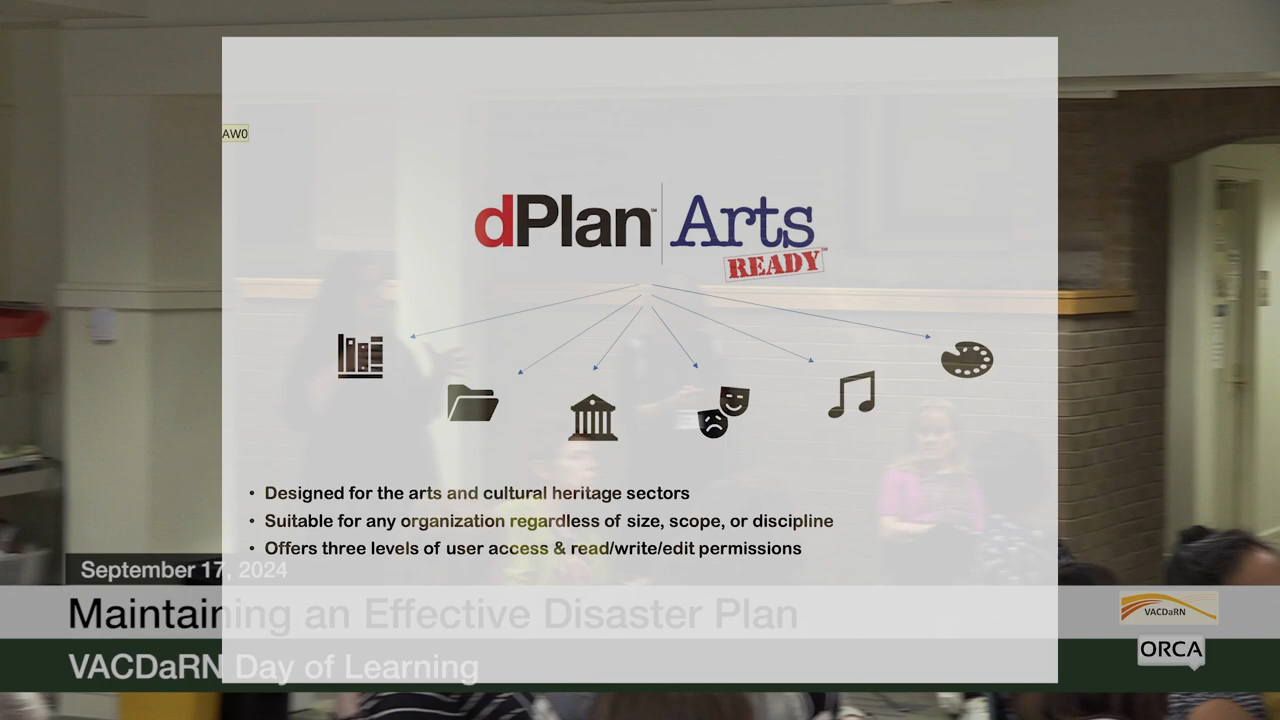 AW0
dPlan™ Arts
READY™
• Designed for the arts and cultural heritage sectors
• Suitable for any organization regardless of size, scope, or discipline
• Offers three levels of user access & read/write/edit permissions
September 17, 2024
Maintaining an Effective Disaster Plan
VACDaRN
VACDaRN Day of Learning
ORCA